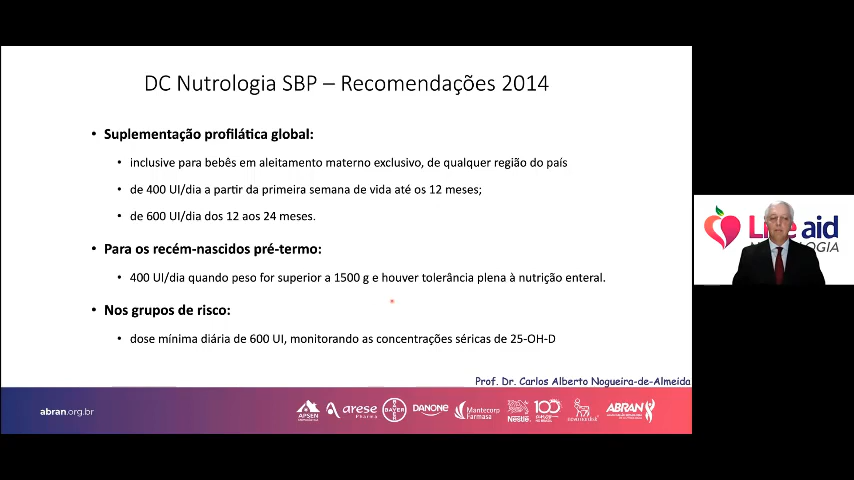 DC Nutrologia SBP – Recomendações 2014
• Suplementação profilática global:
• inclusive para bebês em aleitamento materno exclusivo, de qualquer região do país
• de 400 UI/dia a partir da primeira semana de vida até os 12 meses;
• de 600 UI/dia dos 12 aos 24 meses.
• Para os recém-nascidos pré-termo:
• 400 UI/dia quando peso for superior a 1500 g e houver tolerância plena à nutrição enteral.
• Nos grupos de risco:
• dose mínima diária de 600 UI, monitorando as concentrações séricas de 25-OH-D
Prof. Dr. Carlos Alberto Nogueira-de-Almeida
abran.org.br
APSEN
arese
Pharma
BAYER
DANONE
Mantecorp
Farmasa
Nestlé
100
novo nordisk
ABRAN
aid
LOGIA